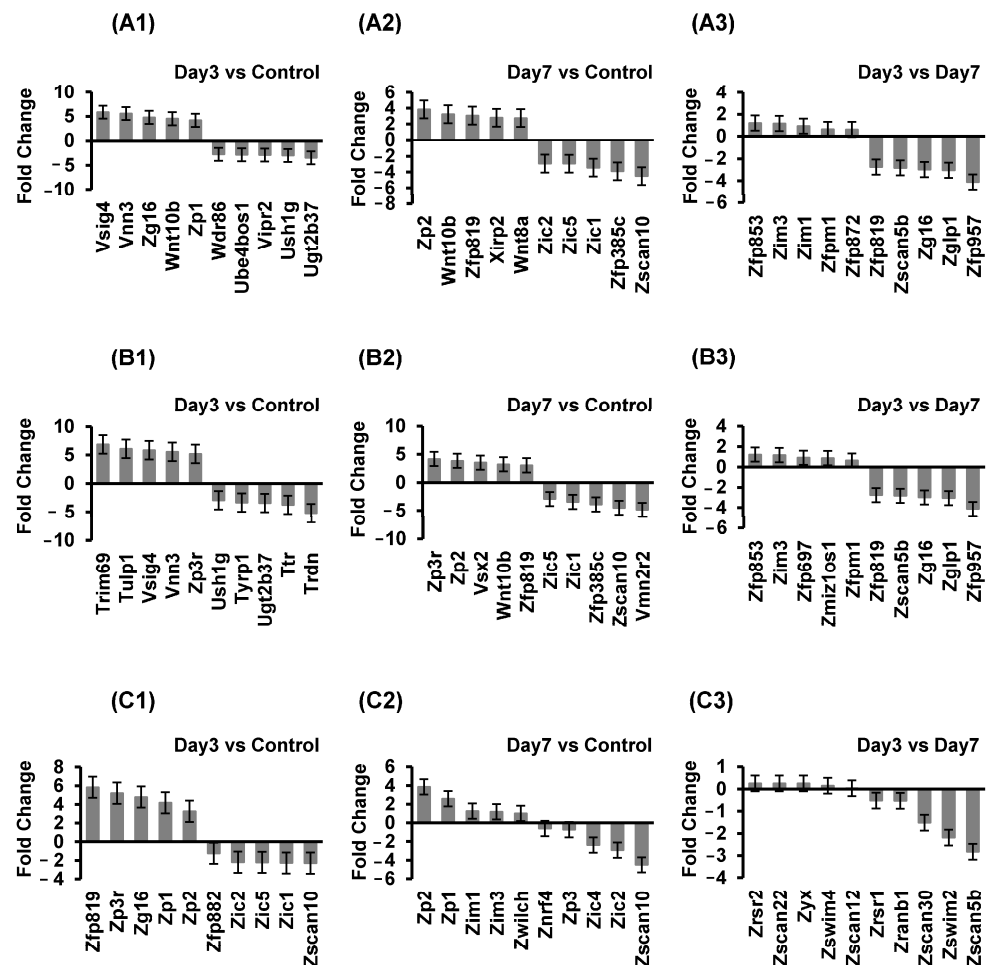 (A1)
Day3 vs Control
Fold Change
10
5
0
−5
−10
Vsig4
Vnn3
Zg16
Wnt10b
Zp1
Wdr86
Ube4bos1
Vipr2
Ush1g
Ugt2b37
(A2)
Day7 vs Control
Fold Change
6
4
2
0
−2
−4
−6
−8
Zp2
Wnt10b
Zfp819
Xirp2
Wnt8a
Zic2
Zic5
Zic1
Zfp385c
Zscan10
(A3)
Day3 vs Day7
Fold Change
4
2
0
−2
−4
−6
Zfp853
Zim3
Zim1
Zfpm1
Zfp872
Zfp819
Zscan5b
Zg16
Zglp1
Zfp957
(B1)
Day3 vs Control
Fold Change
10
5
0
−5
−10
Trim69
Tulp1
Vsig4
Vnn3
Zp3r
Ush1g
Tyrp1
Ugt2b37
Ttr
Trdn
(B2)
Day7 vs Control
Fold Change
10
5
0
−5
−10
Zp3r
Zp2
Vsx2
Wnt10b
Zfp819
Zic5
Zic1
Zfp385c
Zscan10
Vmn2r2
(B3)
Day3 vs Day7
Fold Change
4
2
0
−2
−4
−6
Zfp853
Zim3
Zfp697
Zmiz1os1
Zfpm1
Zfp819
Zscan5b
Zg16
Zglp1
Zfp957
(C1)
Day3 vs Control
Fold Change
8
6
4
2
0
−2
−4
Zfp819
Zp3r
Zg16
Zp1
Zp2
Zfp882
Zic2
Zic5
Zic1
Zscan10
(C2)
Day7 vs Control
Fold Change
6
4
2
0
−2
−4
−6
Zp2
Zp1
Zim1
Zim3
Zwilch
Znrf4
Zp3
Zic4
Zic2
Zscan10
(C3)
Day3 vs Day7
Fold Change
1
0
−1
−2
−3
−4
Zrsr2
Zscan22
Zyx
Zswim4
Zscan12
Zrsr1
Zranb1
Zscan30
Zswim2
Zscan5b